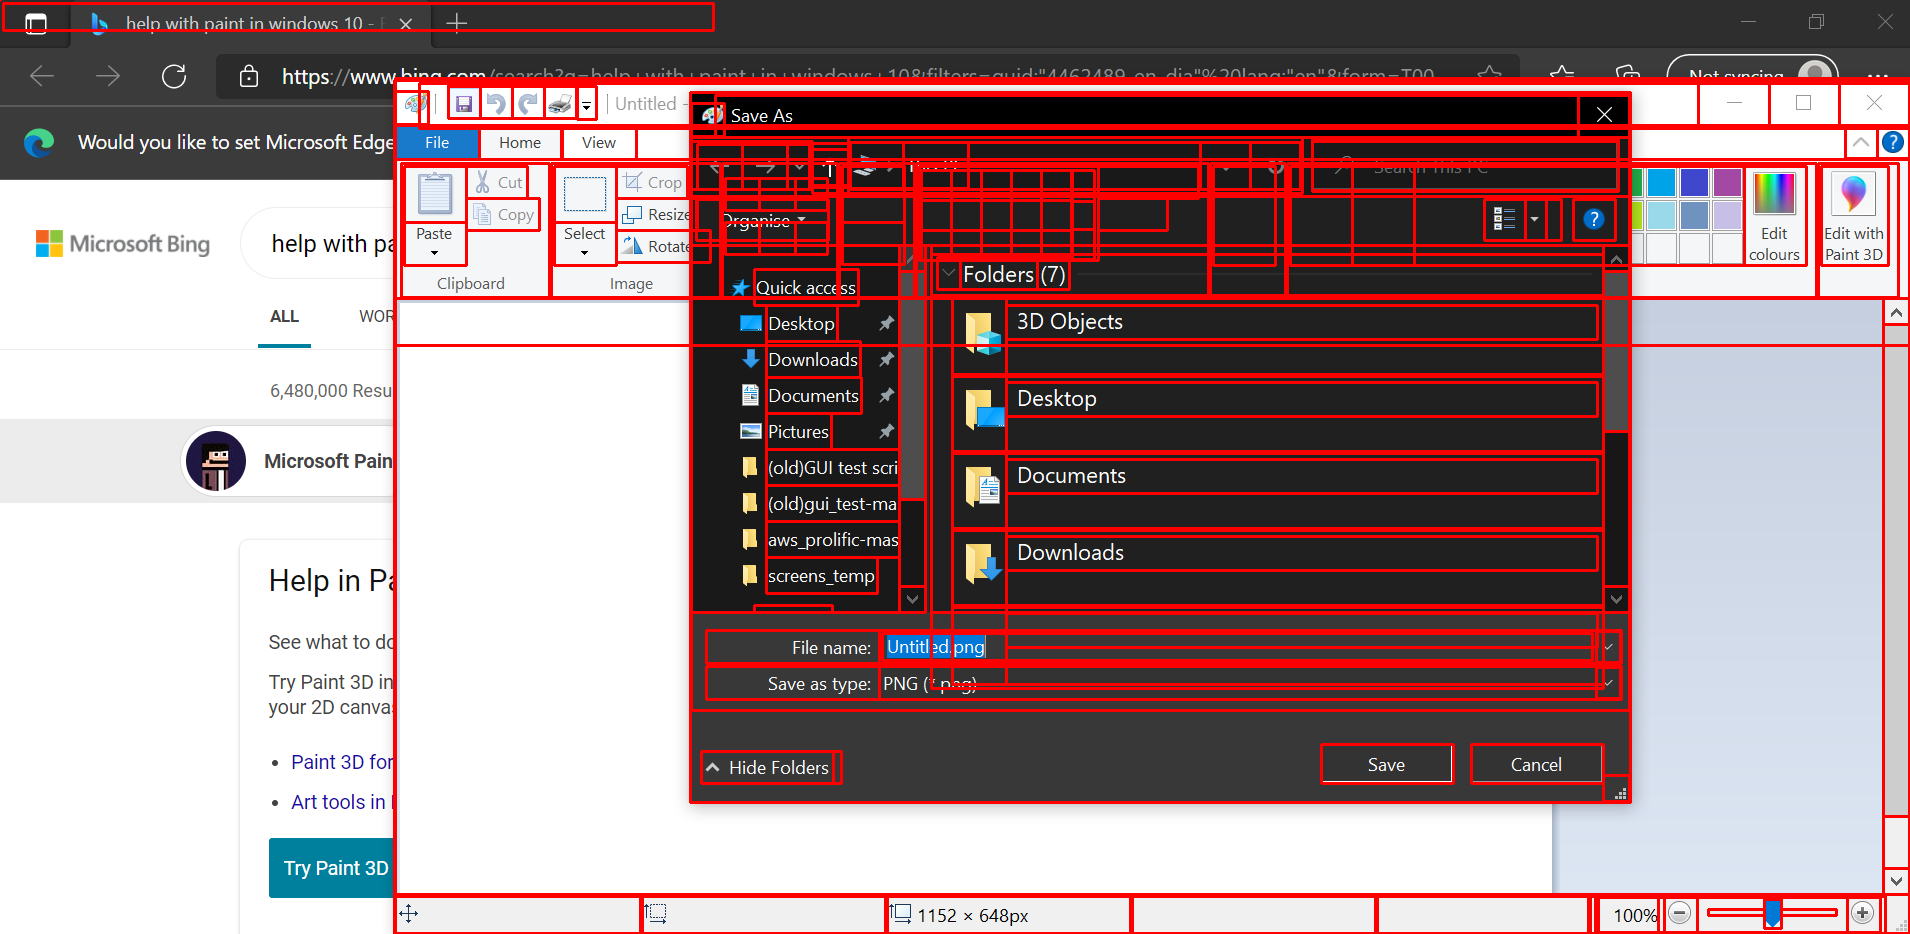 help with paint in windows 10 -
https://www.bing.com/search?q=help+with+paint+in+windows+10&filters=guid:"4462489-en-dia"%20lang:"en"&form=T00
Not syncing
Untitled -
Save As
Would you like to set Microsoft Edge
File
Home
View
Search This PC
Cut
Crop
Copy
Resize
Organise
Paste
Select
Rotate
Edit colours
Edit with Paint 3D
Microsoft Bing
help with pa
Clipboard
Image
Quick access
Folders (7)
ALL
WOR
Desktop
3D Objects
Downloads
6,480,000 Resu
Documents
Desktop
Pictures
Microsoft Pain
(old)GUI test scri
Documents
(old)gui_test-ma
aws_prolific-mas
Downloads
screens_temp
Help in Pa
See what to do
File name:
Untitled.png
Try Paint 3D in
Save as type:
PNG (*.png)
your 2D canvas
Paint 3D for
Hide Folders
Save
Cancel
Art tools in
Try Paint 3D
1152 × 648px
100%